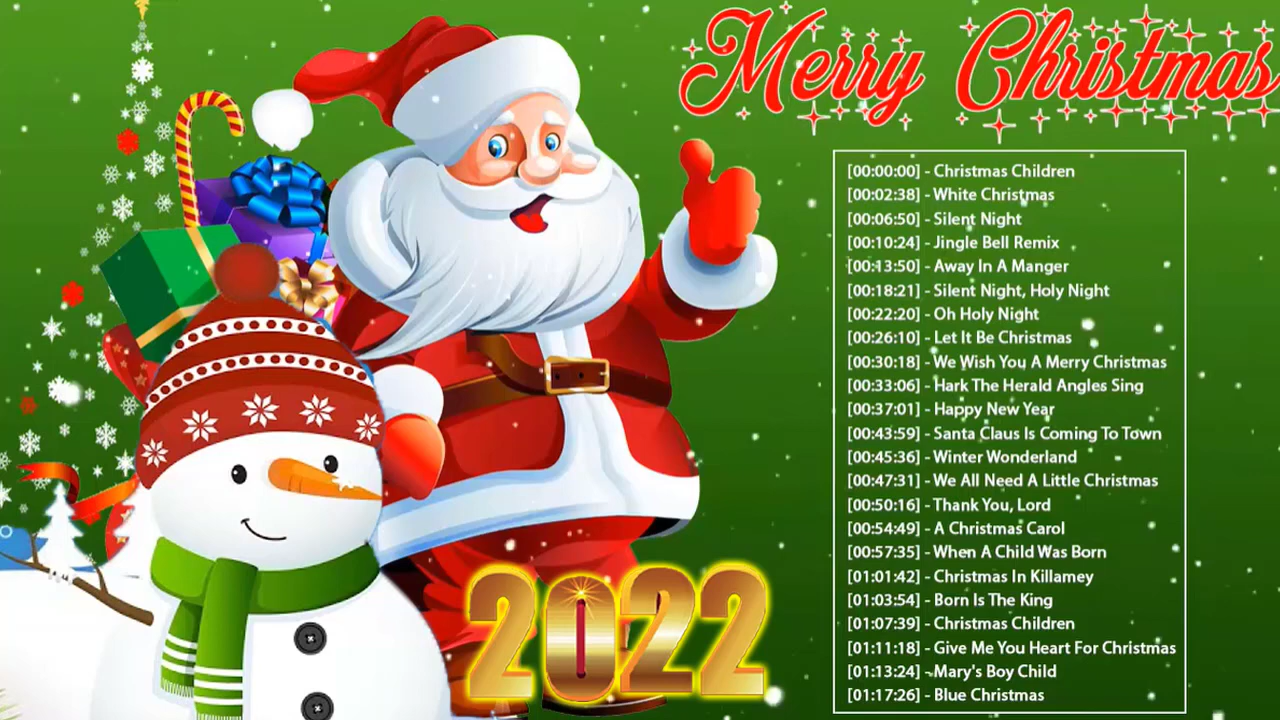 Merry Christmas
[00:00:00] - Christmas Children
[00:02:38] - White Christmas
[00:06:50] - Silent Night
[00:10:24] - Jingle Bell Remix
[00:13:50] - Away In A Manger
[00:18:21] - Silent Night, Holy Night
[00:22:20] - Oh Holy Night
[00:26:10] - Let It Be Christmas
[00:30:18] - We Wish You A Merry Christmas
[00:33:06] - Hark The Herald Angles Sing
[00:37:01] - Happy New Year
[00:43:59] - Santa Claus Is Coming To Town
[00:45:36] - Winter Wonderland
[00:47:31] - We All Need A Little Christmas
[00:50:16] - Thank You, Lord
[00:54:49] - A Christmas Carol
[00:57:35] - When A Child Was Born
[01:01:42] - Christmas In Killamey
[01:03:54] - Born Is The King
[01:07:39] - Christmas Children
[01:11:18] - Give Me You Heart For Christmas
[01:13:24] - Mary's Boy Child
[01:17:26] - Blue Christmas
2022